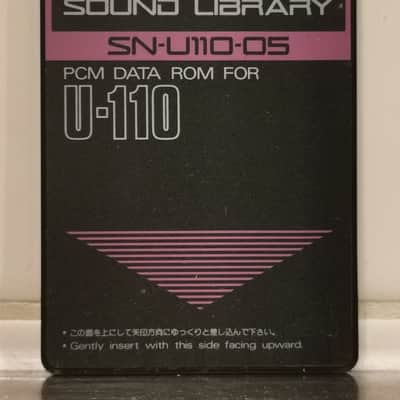 SOUND LIBRARY
SN-U110-05
PCM DATA ROM FOR
U-110
* この面を上にして矢印方向にゆっくりと差し込んで下さい。
* Gently insert with this side facing upward.